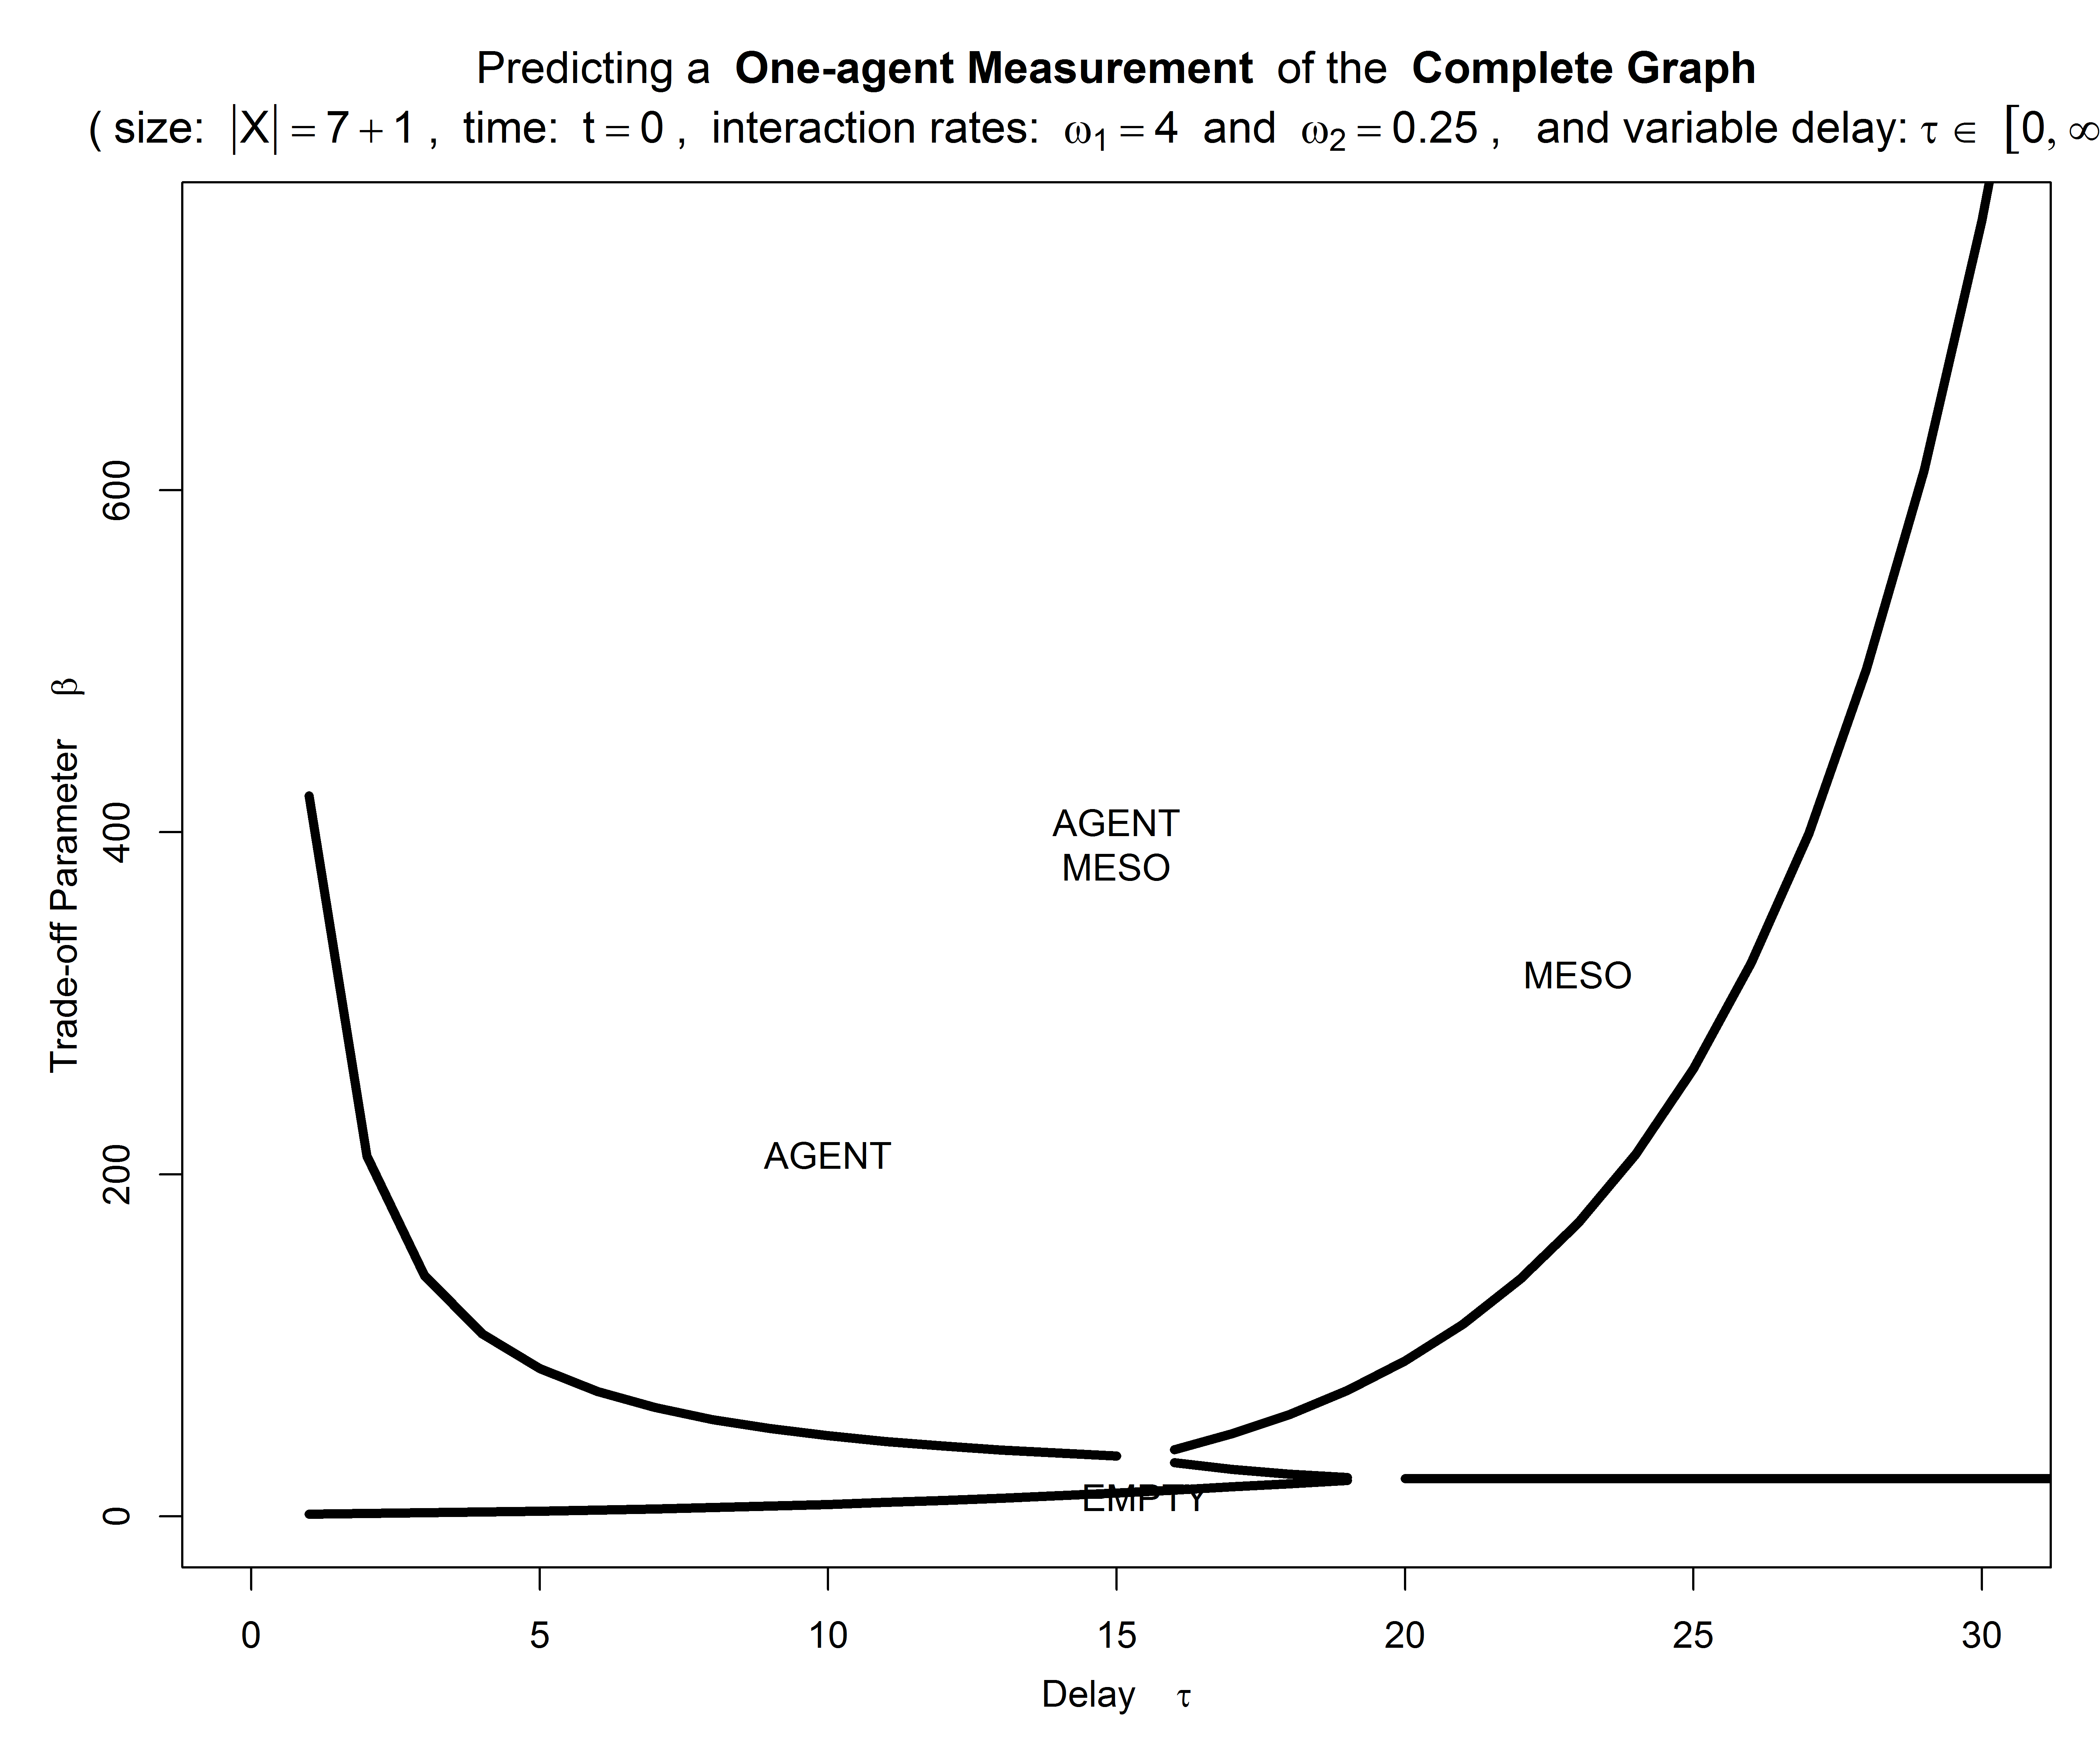 Predicting a One-agent Measurement of the Complete Graph
( size: |X| = 7 + 1 , time: t = 0 , interaction rates: ω1 = 4 and ω2 = 0.25 , and variable delay: τ ∈ [0, ∞
600
400
200
0
Trade-off Parameter β
AGENT
MESO
MESO
AGENT
EMPTY
0 5 10 15 20 25 30
Delay τ